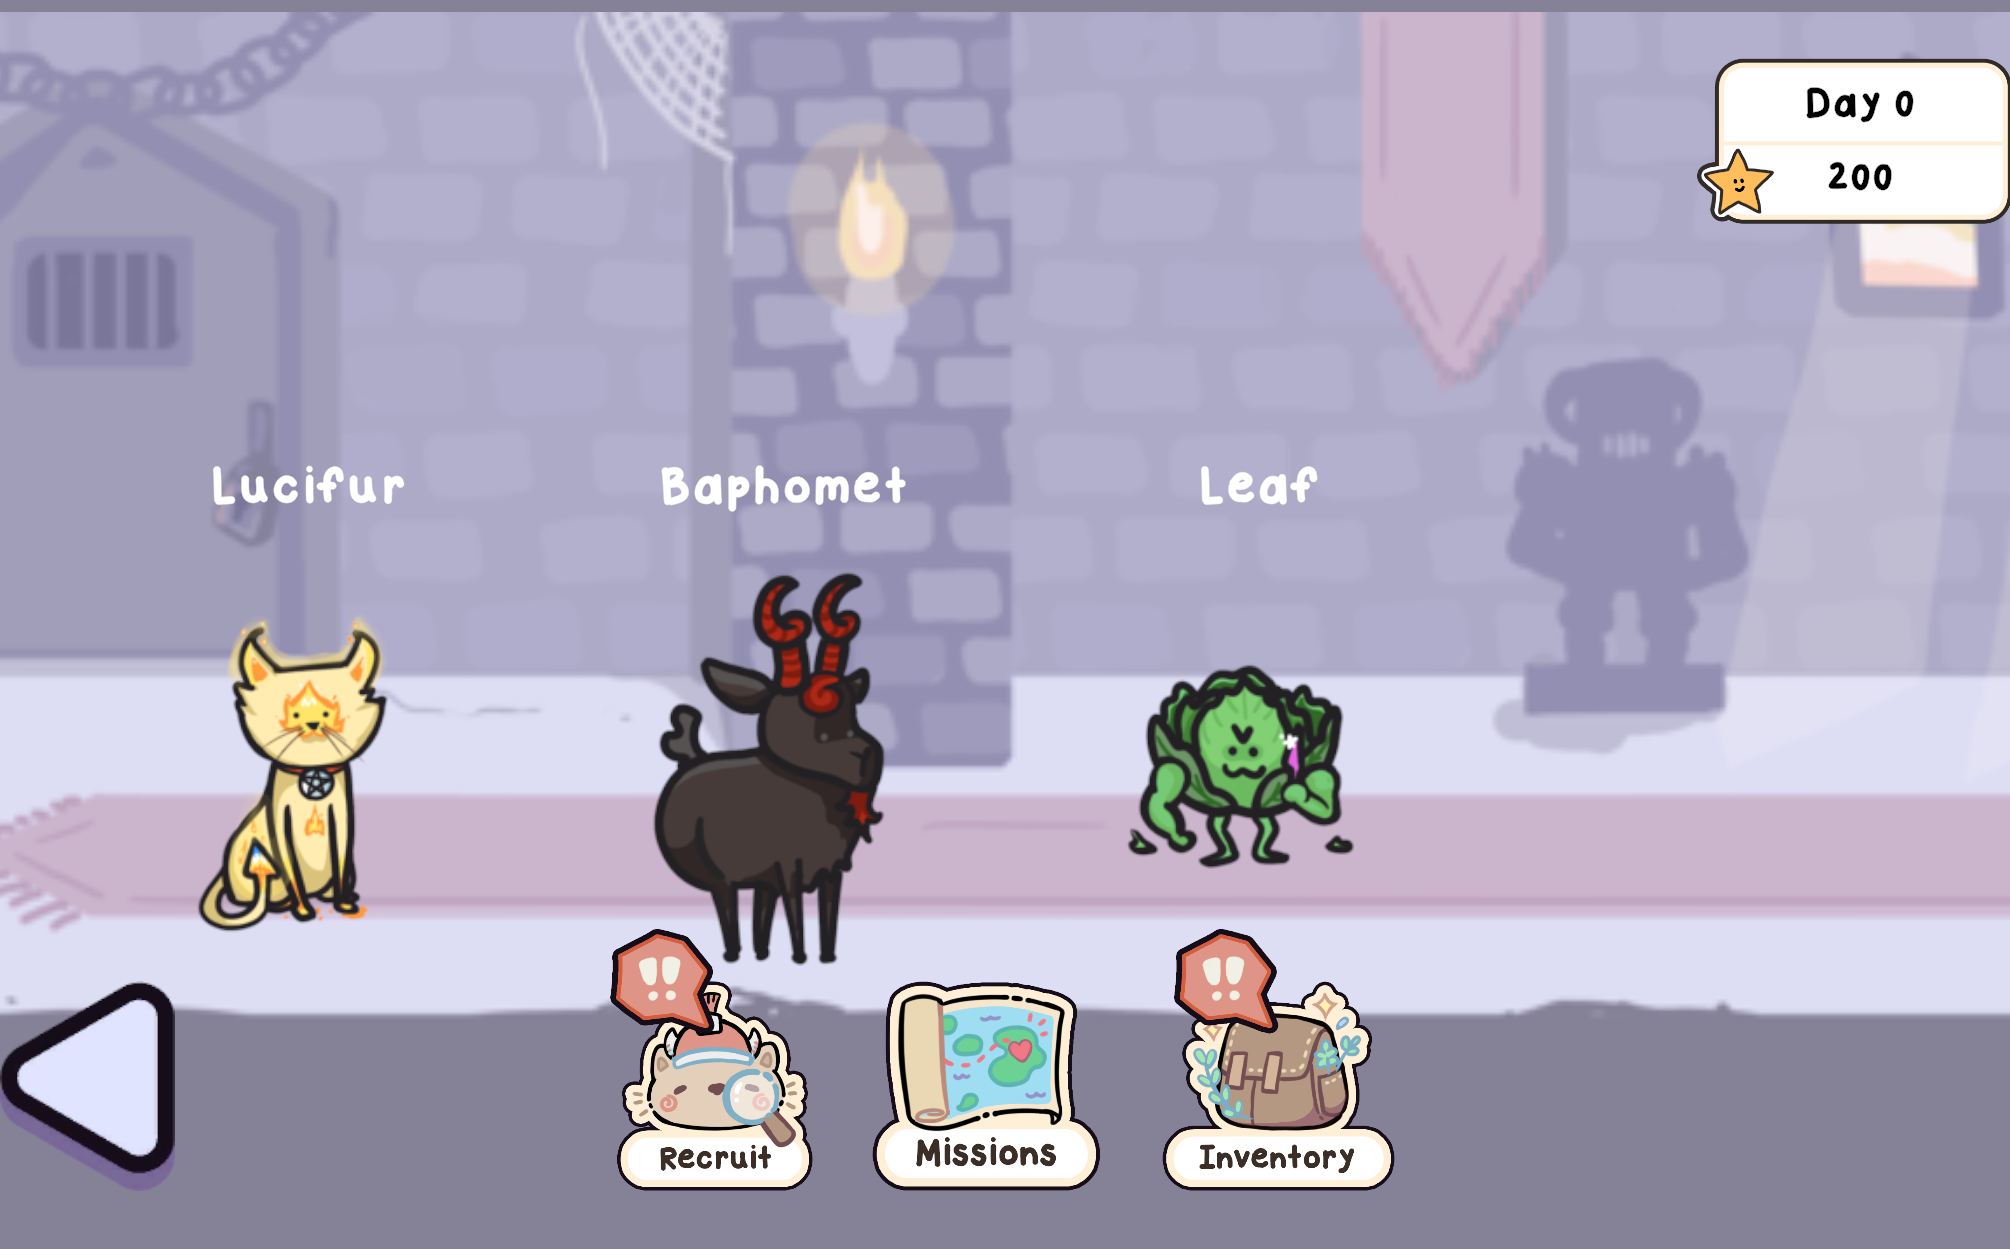 Day 0
200
Lucifur
Baphomet
Leaf
!!
!!
Recruit
Missions
Inventory